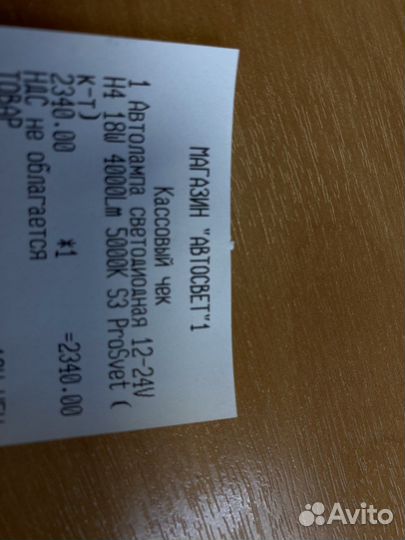 МАГАЗИН "АВТОСВЕТ"1
Кассовый чек
1 Автолампа светодиодная 12-24V
H4 18W 4000Lm 5000K S3 ProSvet (
К-Т)
2340.00 *1 =2340.00
НДС не облагается
ТОВАР
Avito